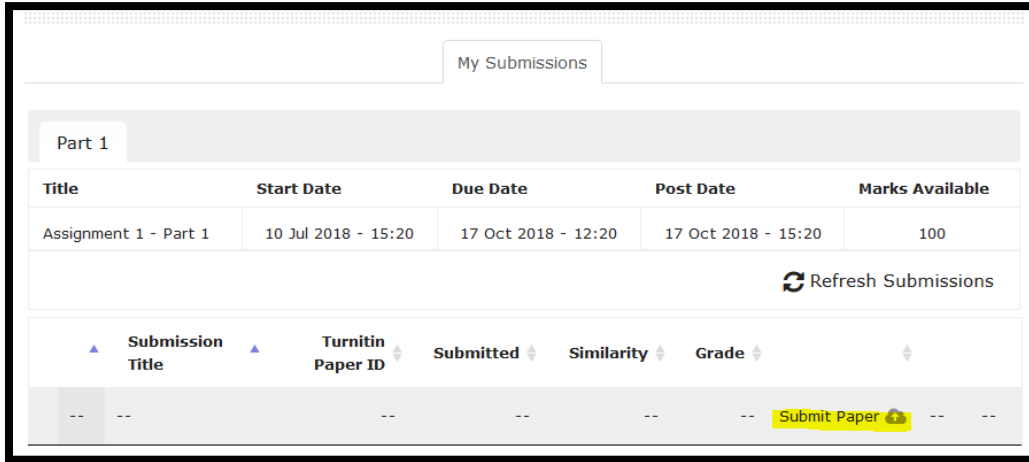 My Submissions
Part 1
Title Start Date Due Date Post Date Marks Available
Assignment 1 - Part 1 10 Jul 2018 - 15:20 17 Oct 2018 - 12:20 17 Oct 2018 - 15:20 100
Refresh Submissions
Submission Title Turnitin Paper ID Submitted Similarity Grade
-- -- -- -- -- -- Submit Paper -- --